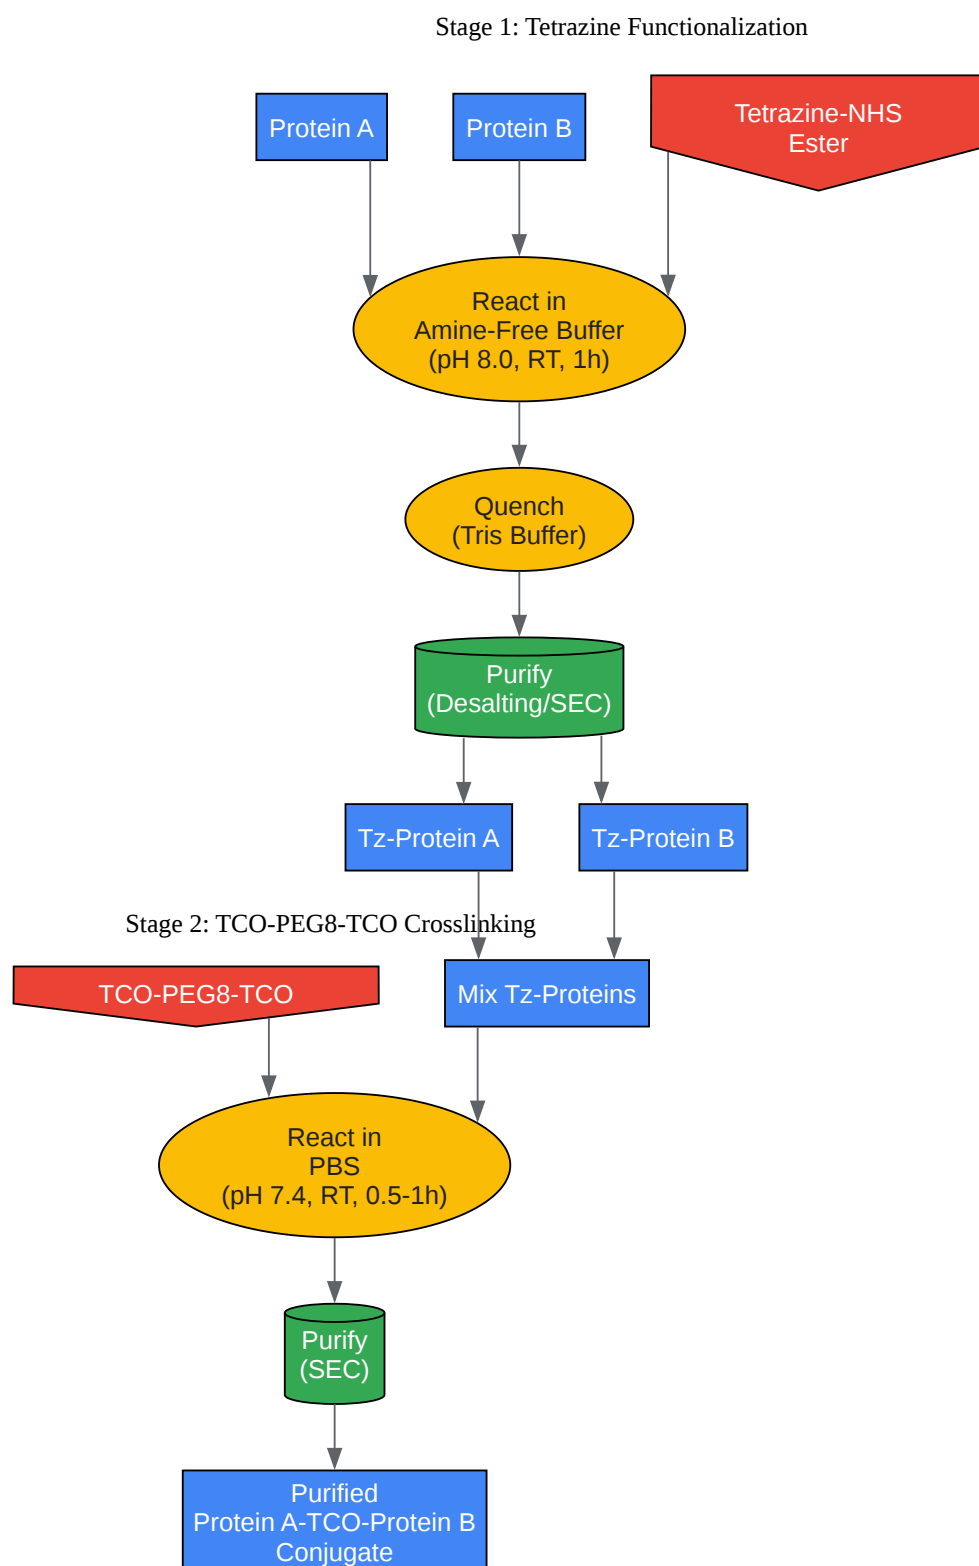 Stage 1: Tetrazine Functionalization
Protein A
Protein B
Tetrazine-NHS
Ester
React in
Amine-Free Buffer
(pH 8.0, RT, 1h)
Quench
(Tris Buffer)
Purify
(Desalting/SEC)
Tz-Protein A
Tz-Protein B
Stage 2: TCO-PEG8-TCO Crosslinking
TCO-PEG8-TCO
Mix Tz-Proteins
React in
PBS
(pH 7.4, RT, 0.5-1h)
Purify
(SEC)
Purified
Protein A-TCO-Protein B
Conjugate